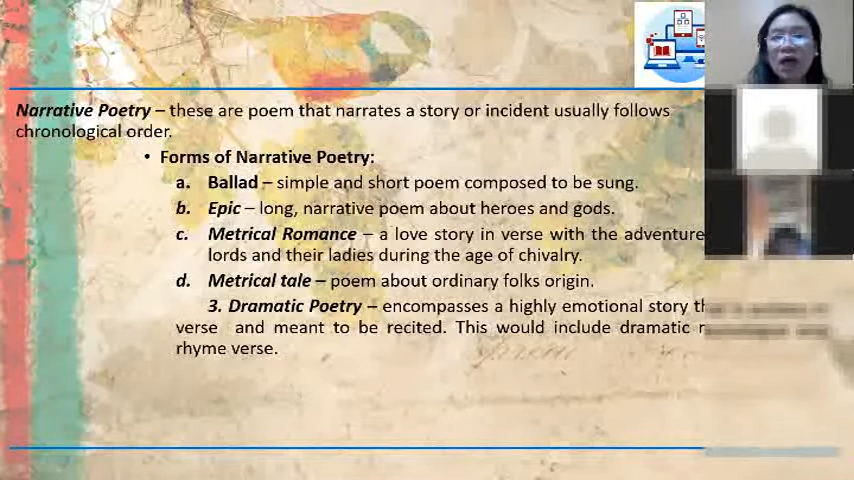 Narrative Poetry – these are poem that narrates a story or incident usually follows
chronological order.
• Forms of Narrative Poetry:
a. Ballad – simple and short poem composed to be sung.
b. Epic – long, narrative poem about heroes and gods.
c. Metrical Romance – a love story in verse with the adventure
lords and their ladies during the age of chivalry.
d. Metrical tale – poem about ordinary folks origin.
3. Dramatic Poetry – encompasses a highly emotional story
verse and meant to be recited. This would include dramatic
rhyme verse.